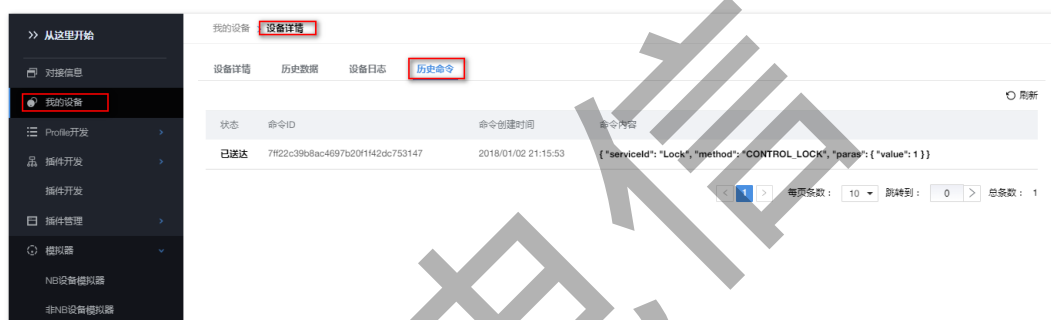 >> 从这里开始
对接信息
我的设备
Profile开发
插件开发
插件开发
插件管理
模拟器
NB设备模拟器
非NB设备模拟器
我的设备 设备详情
设备详情 历史数据 设备日志 历史命令
刷新
状态 命令ID 命令创建时间 命令内容
已送达 7ff22c39b8ac4697b20f1f42dc753147 2018/01/02 21:15:53 { "serviceId": "Lock", "method": "CONTROL_LOCK", "paras": { "value": 1 } }
< 1 > 每页条数： 10 跳转到： 0 > 总条数： 1
电信